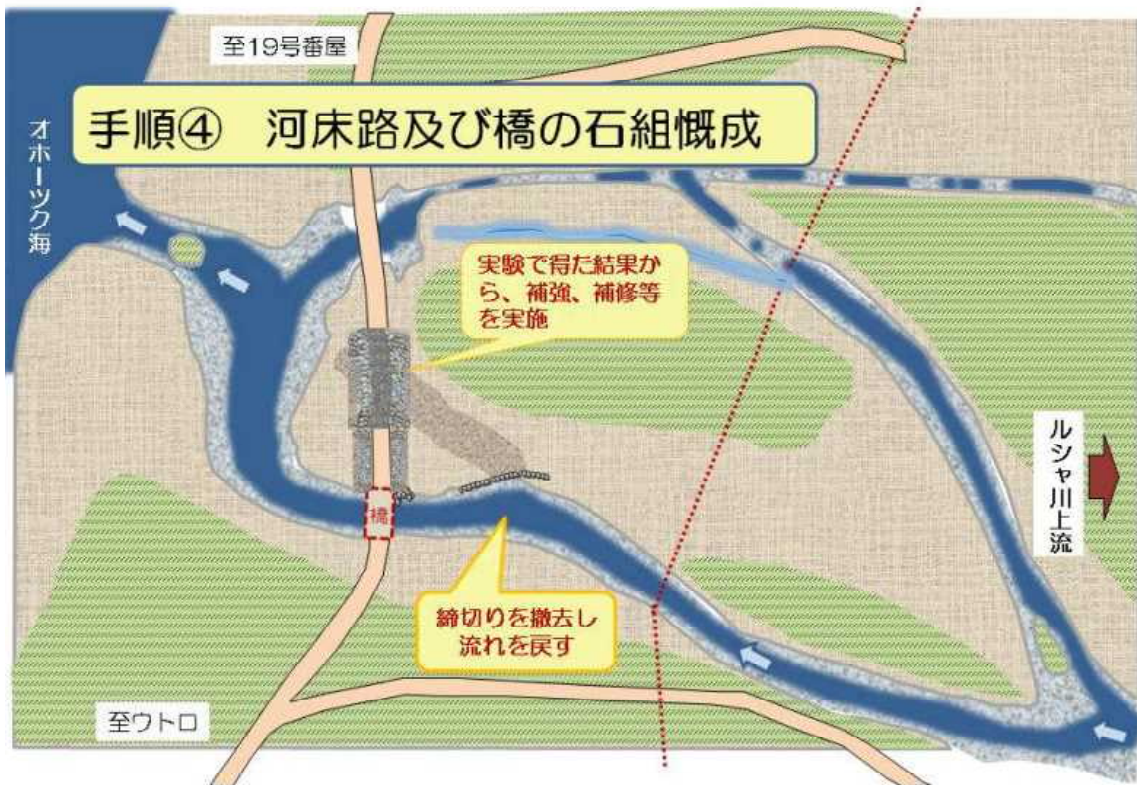 至19号番屋
手順④ 河床路及び橋の石組慨成
オホーツク海
実験で得た結果か
ら、補強、補修等
を実施
ルシャ川上流
橋
締切りを撤去し
流れを戻す
至ウトロ